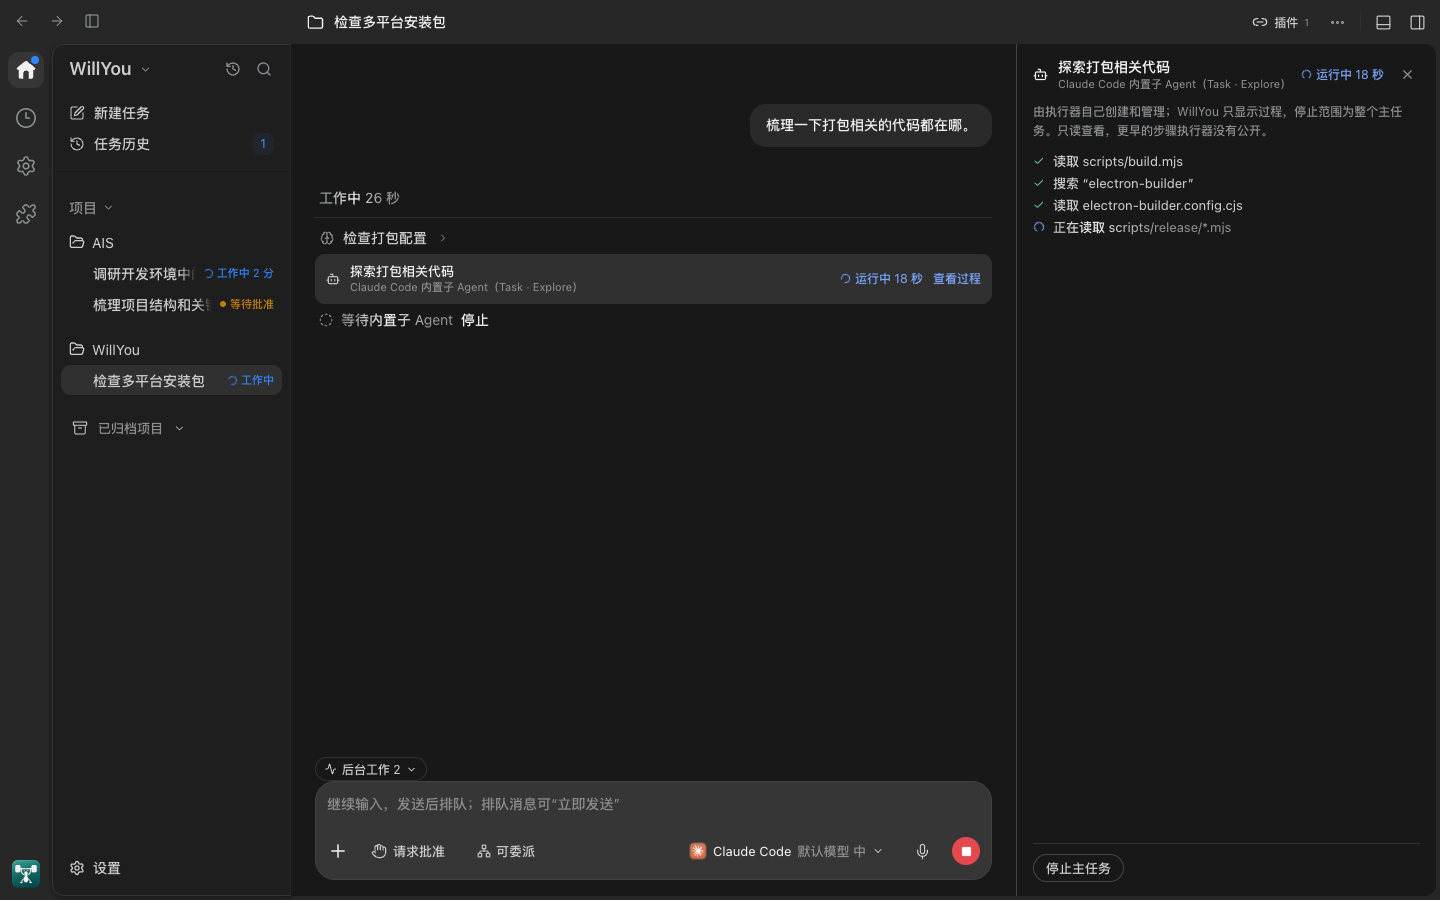 检查多平台安装包
插件 1
WillYou
新建任务
任务历史 1
项目
AIS
调研开发环境中 工作中 2 分
梳理项目结构和关 等待批准
WillYou
检查多平台安装包 工作中
已归档项目
设置
梳理一下打包相关的代码都在哪。
工作中 26 秒
检查打包配置
探索打包相关代码
Claude Code 内置子 Agent（Task · Explore）
运行中 18 秒 查看过程
等待内置子 Agent 停止
后台工作 2
继续输入，发送后排队；排队消息可“立即发送”
请求批准 可委派 Claude Code 默认模型 中
探索打包相关代码
Claude Code 内置子 Agent（Task · Explore）
运行中 18 秒
由执行器自己创建和管理；WillYou 只显示过程，停止范围为整个主任
务。只读查看，更早的步骤执行器没有公开。
读取 scripts/build.mjs
搜索 “electron-builder”
读取 electron-builder.config.cjs
正在读取 scripts/release/*.mjs
停止主任务